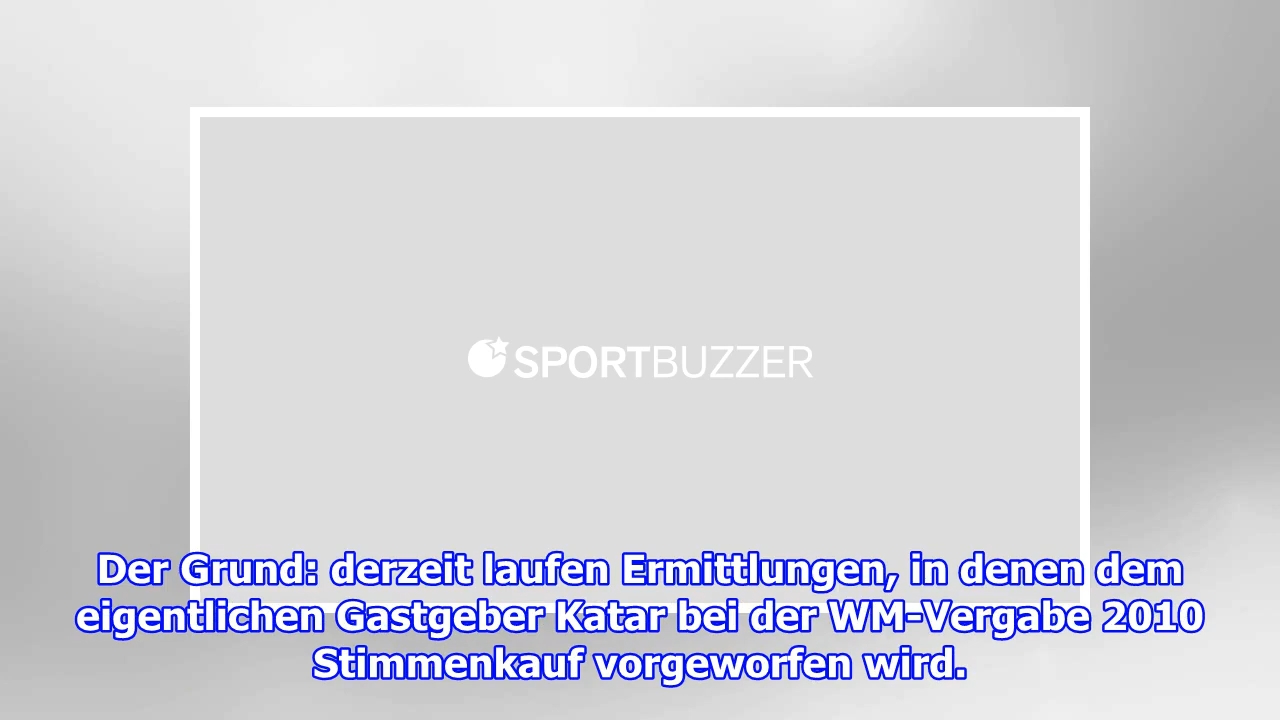 SPORTBUZZER
Der Grund: derzeit laufen Ermittlungen, in denen dem
eigentlichen Gastgeber Katar bei der WM-Vergabe 2010
Stimmenkauf vorgeworfen wird.